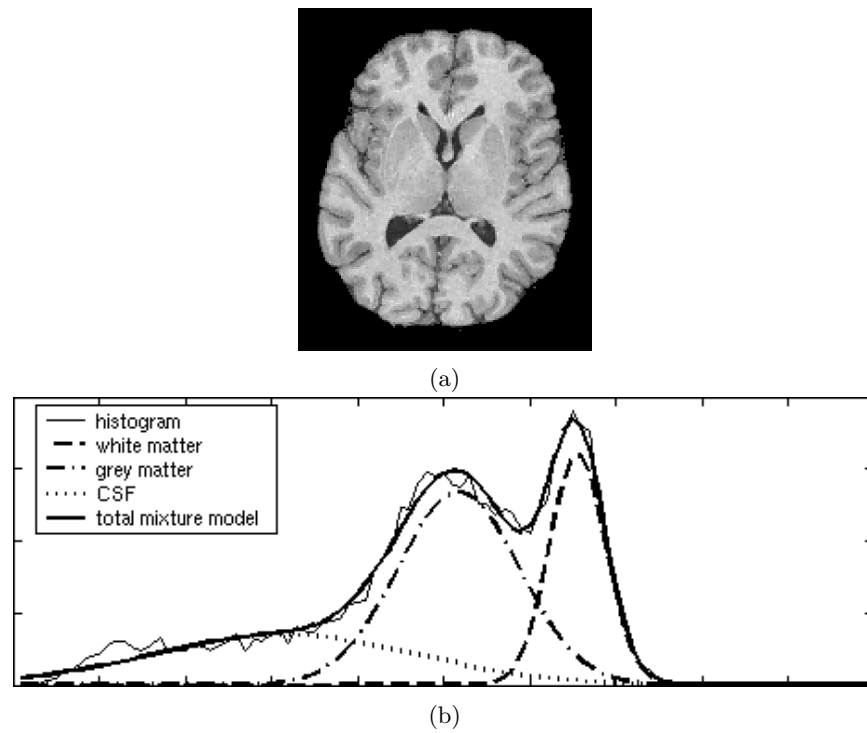 (a)
histogram
white matter
grey matter
CSF
total mixture model
(b)